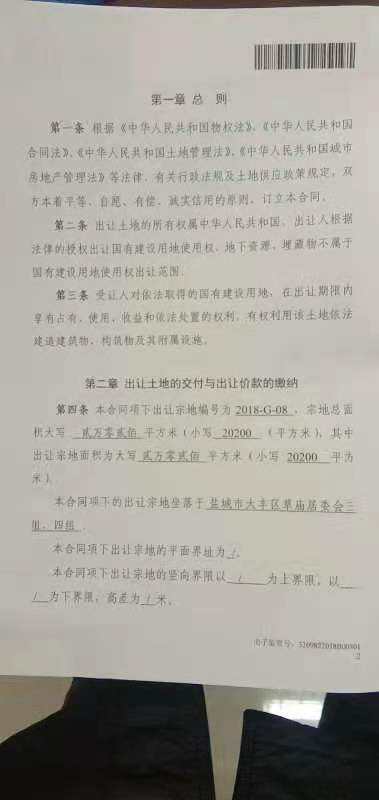 第一章 总 则
第一条 根据《中华人民共和国物权法》、《中华人民共和国
合同法》、《中华人民共和国土地管理法》、《中华人民共和国城市
房地产管理法》等法律、有关行政法规及土地供应政策规定，双
方本着平等、自愿、有偿、诚实信用的原则，订立本合同。
第二条 出让土地的所有权属中华人民共和国，出让人根据
法律的授权出让国有建设用地使用权，地下资源、埋藏物不属于
国有建设用地使用权出让范围。
第三条 受让人对依法取得的国有建设用地，在出让期限内
享有占有、使用、收益和依法处置的权利，有权利用该土地依法
建造建筑物、构筑物及其附属设施。
第二章 出让土地的交付与出让价款的缴纳
第四条 本合同项下出让宗地编号为 2018-G-08 ，宗地总面
积大写 贰万零贰佰 平方米（小写 20200 （平方米），其中
出让宗地面积为大写 贰万零贰佰 平方米（小写 20200 平方
米）。
本合同项下的出让宗地坐落于 盐城市大丰区草庙居委会三
组、四组
本合同项下出让宗地的平面界址为 / 。
本合同项下出让宗地的竖向界限以 / 为上界限，以
/ 为下界限，高差为 / 米。
电子监管号：
2